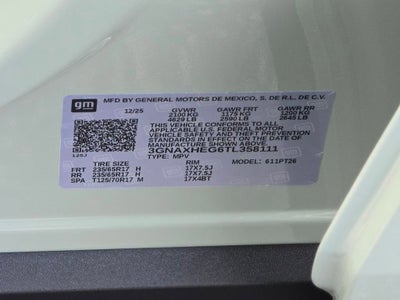 gm
MFD BY GENERAL MOTORS DE MEXICO, S. DE R.L. DE C.V.
12/25 GVWR GAWR FRT GAWR RR
2100 KG 1175 KG 1200 KG
4629 LB 2590 LB 2645 LB
THIS VEHICLE CONFORMS TO ALL
APPLICABLE U.S. FEDERAL MOTOR
VEHICLE SAFETY AND THEFT PREVENTION
STANDARDS IN EFFECT ON THE DATE OF
MANUFACTURE SHOWN ABOVE.
3GNAXHEG6TL358111
TYPE: MPV
125J
TIRE SIZE RIM 611PT26
FRT 235/65R17 H 17X7.5J
RR 235/65R17 H 17X7.5J
SPA T125/70R17 M 17X4BT